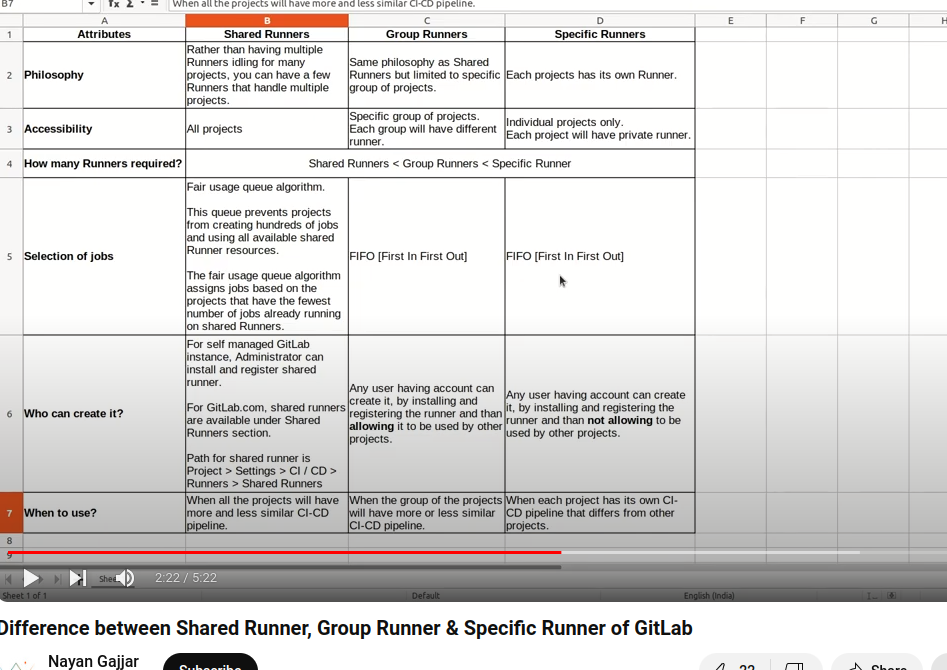 B7 fx Σ = When all the projects will have more and less similar CI-CD pipeline.
A B C D E F G H
1 Attributes Shared Runners Group Runners Specific Runners
2 Philosophy
Rather than having multiple
Runners idling for many
projects, you can have a few
Runners that handle multiple
projects.
Same philosophy as Shared
Runners but limited to specific
group of projects.
Each projects has its own Runner.
3 Accessibility
All projects
Specific group of projects.
Each group will have different
runner.
Individual projects only.
Each project will have private runner.
4 How many Runners required? Shared Runners < Group Runners < Specific Runner
5 Selection of jobs
Fair usage queue algorithm.
This queue prevents projects
from creating hundreds of jobs
and using all available shared
Runner resources.
The fair usage queue algorithm
assigns jobs based on the
projects that have the fewest
number of jobs already running
on shared Runners.
FIFO [First In First Out]
FIFO [First In First Out]
6 Who can create it?
For self managed GitLab
instance, Administrator can
install and register shared
runner.
For GitLab.com, shared runners
are available under Shared
Runners section.
Path for shared runner is
Project > Settings > CI / CD >
Runners > Shared Runners
Any user having account can
create it, by installing and
registering the runner and than
allowing it to be used by other
projects.
Any user having account can create
it, by installing and registering the
runner and than not allowing to be
used by other projects.
7 When to use?
When all the projects will have
more and less similar CI-CD
pipeline.
When the group of the projects
will have more or less similar
CI-CD pipeline.
When each project has its own CI-
CD pipeline that differs from other
projects.
8
9
2:22 / 5:22
Sheet 1 of 1 Default English (India)
Difference between Shared Runner, Group Runner & Specific Runner of GitLab
Nayan Gajjar
Subscribe
22
Share